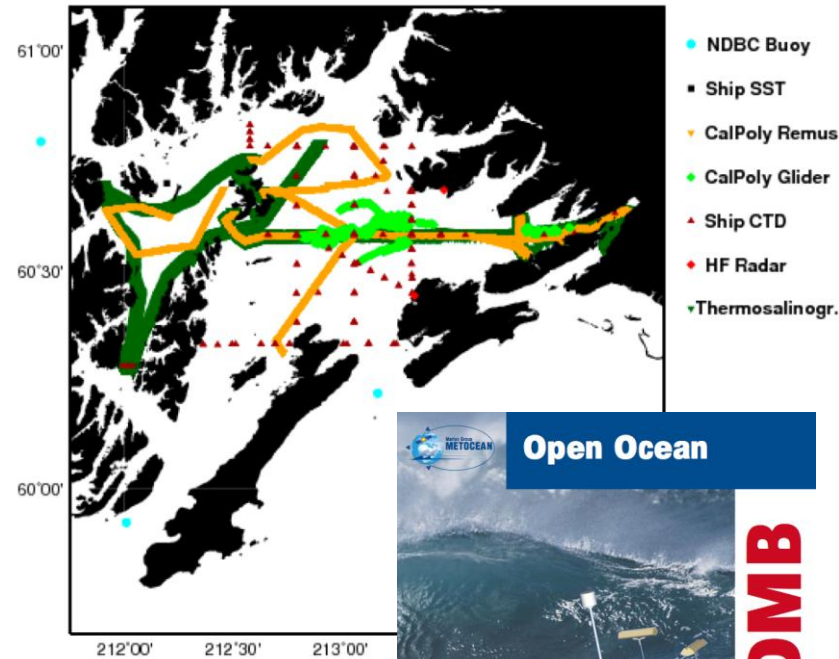 61°00'
60°30'
60°00'
212°00'
212°30'
213°00'
NDBC Buoy
Ship SST
CalPoly Remus
CalPoly Glider
Ship CTD
HF Radar
Thermosalinogr.
METOCEAN
Open Ocean